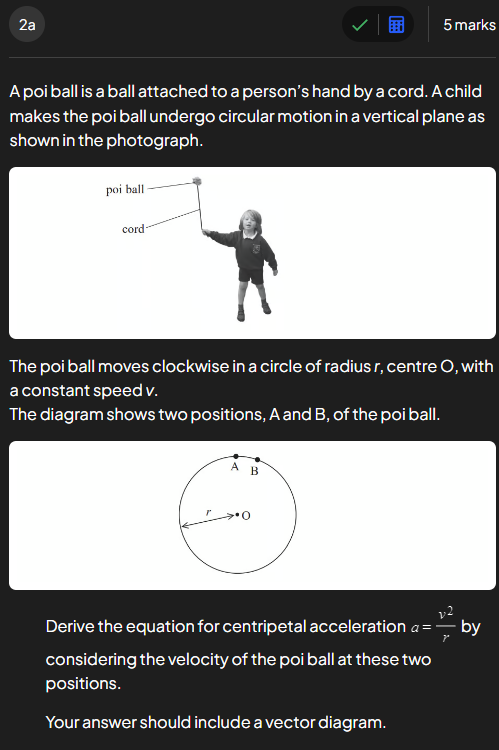 2a
5 marks
A poi ball is a ball attached to a person's hand by a cord. A child
makes the poi ball undergo circular motion in a vertical plane as
shown in the photograph.
poi ball
cord
The poi ball moves clockwise in a circle of radius r, centre O, with
a constant speed v.
The diagram shows two positions, A and B, of the poi ball.
A
B
r
O
Derive the equation for centripetal acceleration a = v²/r by
considering the velocity of the poi ball at these two
positions.
Your answer should include a vector diagram.